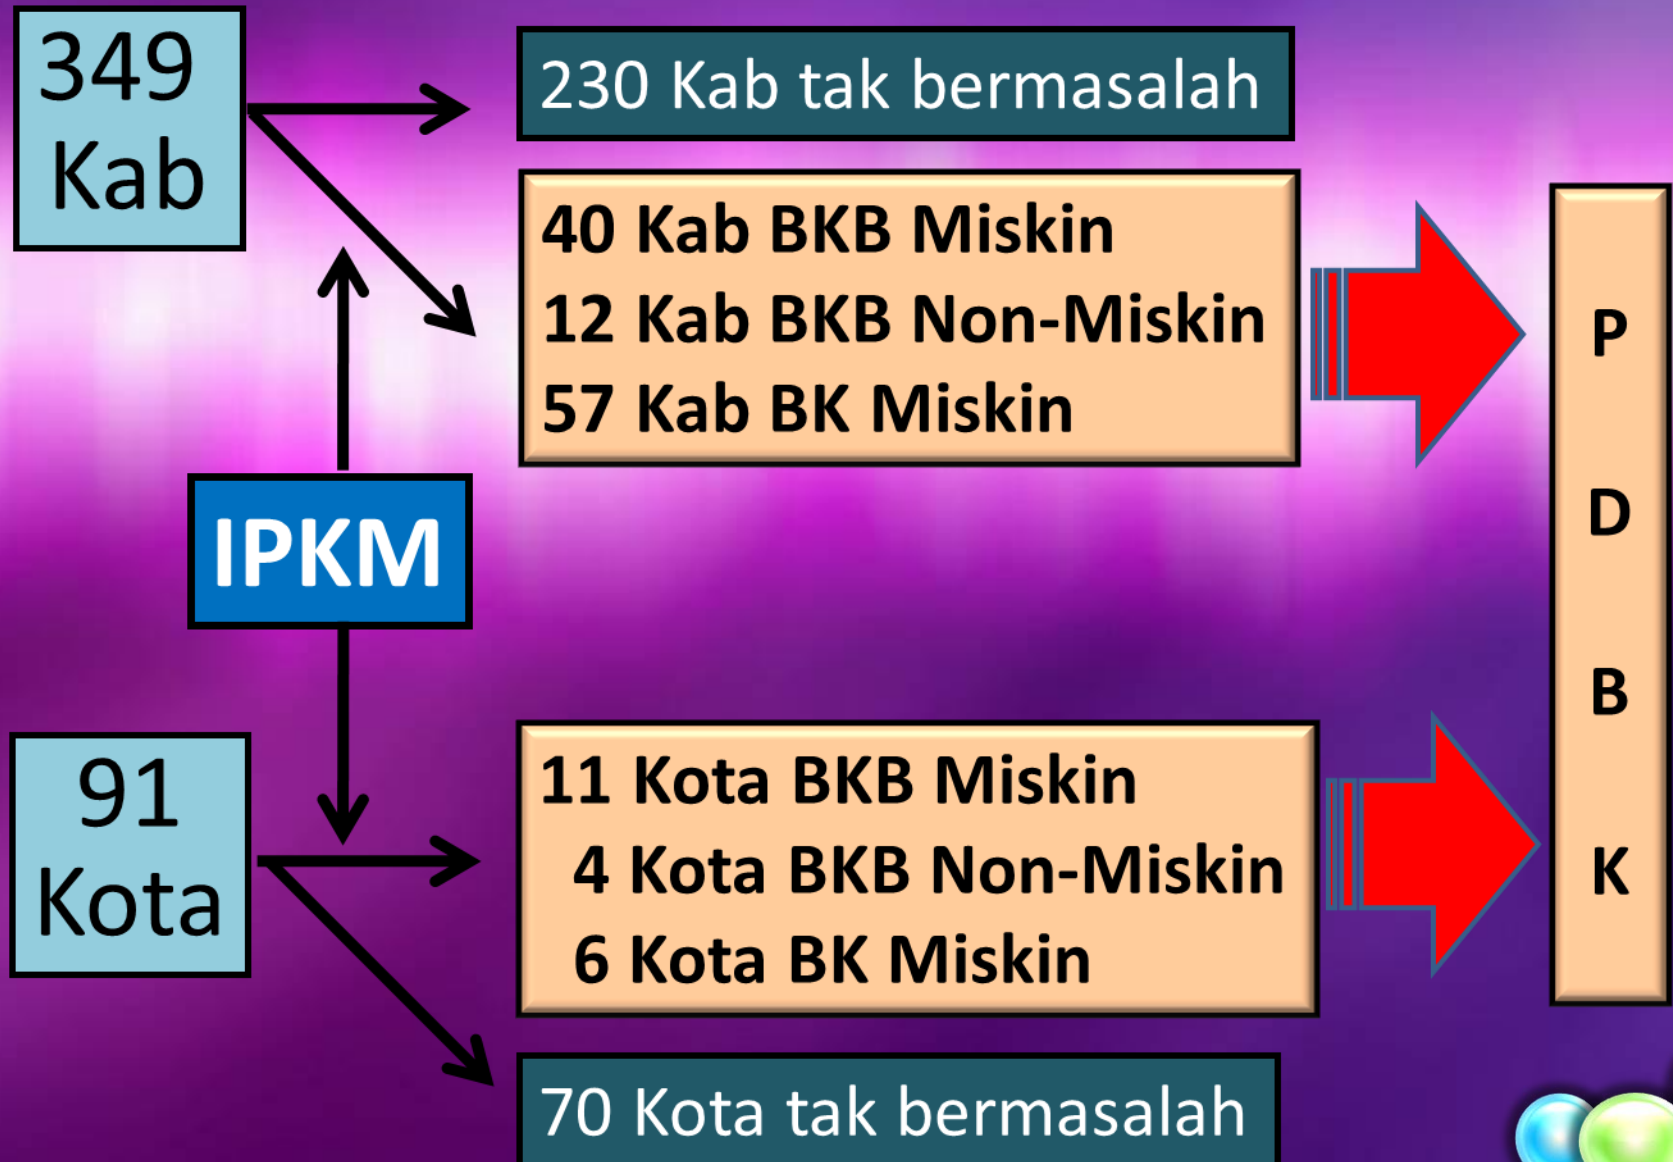 349
Kab
230 Kab tak bermasalah
40 Kab BKB Miskin
12 Kab BKB Non-Miskin
57 Kab BK Miskin
IPKM
91
Kota
11 Kota BKB Miskin
4 Kota BKB Non-Miskin
6 Kota BK Miskin
70 Kota tak bermasalah
P
D
B
K